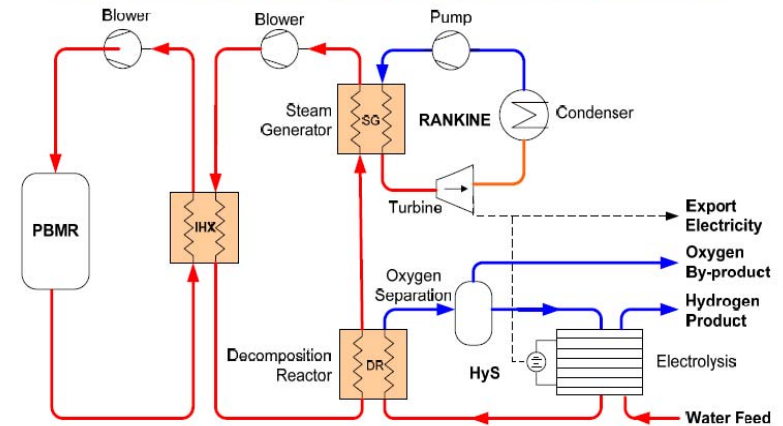 Blower
Blower
Pump
Steam
Generator
SG
RANKINE
Condenser
PBMR
IHX
Turbine
Export
Electricity
Oxygen
By-product
Oxygen
Separation
Hydrogen
Product
Decomposition
Reactor
DR
HyS
Electrolysis
Water Feed